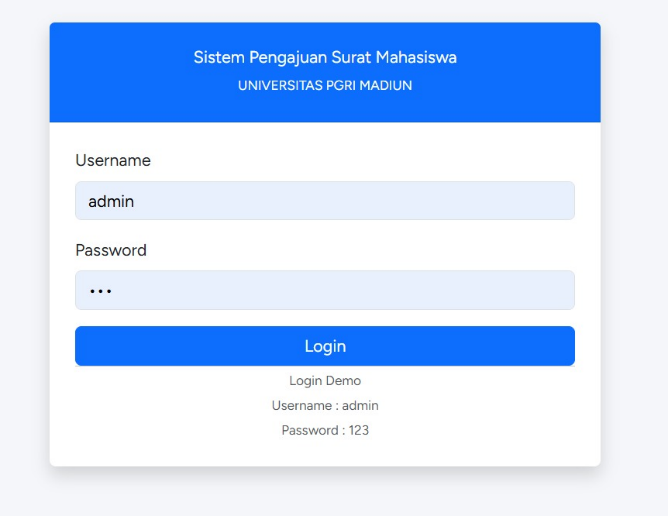 Sistem Pengajuan Surat Mahasiswa
UNIVERSITAS PGRI MADIUN
Username
admin
Password
•••
Login
Login Demo
Username : admin
Password : 123